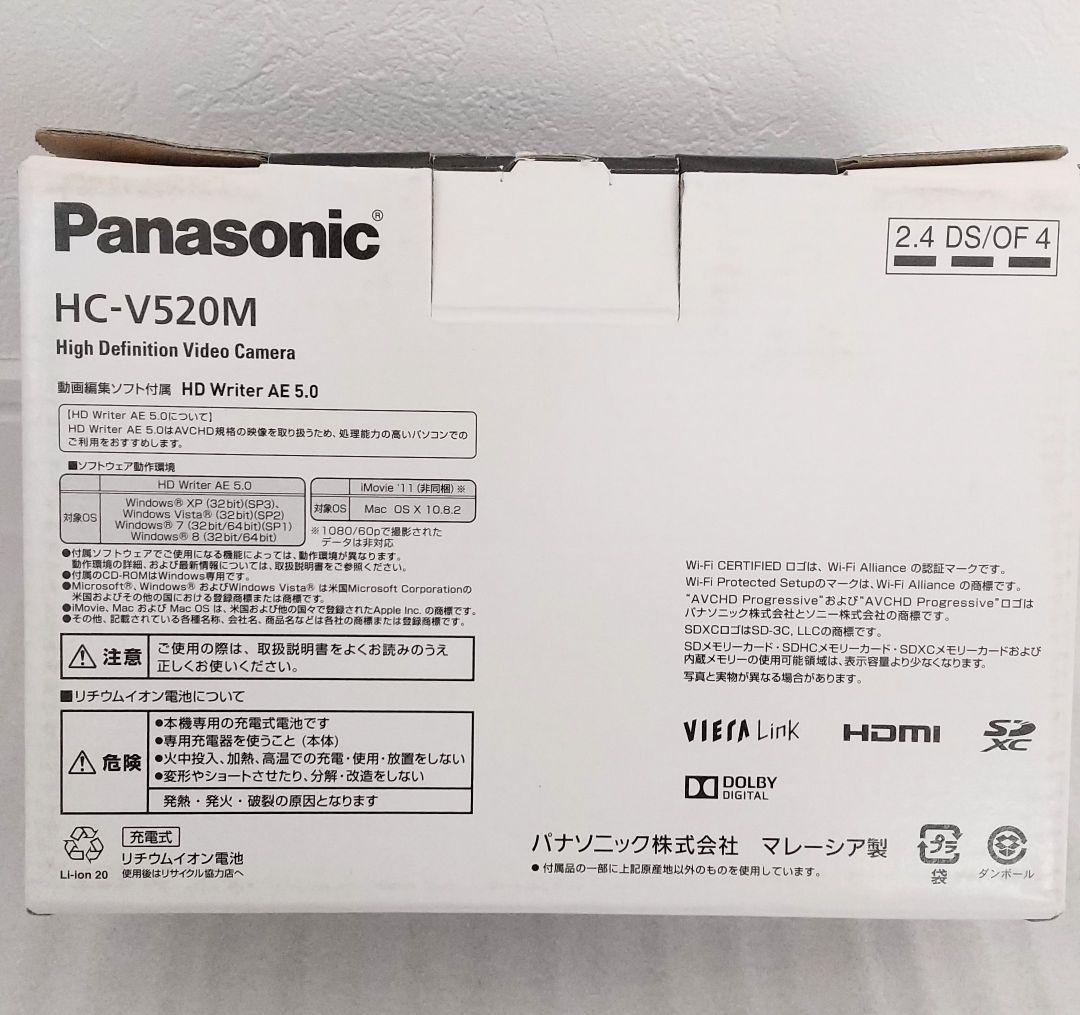 Panasonic®
2.4 DS/OF 4
HC-V520M
High Definition Video Camera
動画編集ソフト付属 HD Writer AE 5.0
【HD Writer AE 5.0について】
HD Writer AE 5.0はAVCHD規格の映像を取り扱うため、処理能力の高いパソコンでの
ご利用をおすすめします。
■ソフトウェア動作環境
HD Writer AE 5.0
対象OS
Windows® XP (32bit)(SP3)、
Windows Vista® (32bit)(SP2)
Windows® 7 (32bit/64bit)(SP1)
Windows® 8 (32bit/64bit)
iMovie '11 (非同梱) ※
対象OS Mac OS X 10.8.2
※1080/60pで撮影された
データは非対応
●付属ソフトウェアでご使用になる機能によっては、動作環境が異なります。
動作環境の詳細、および最新情報については、取扱説明書をご参照ください。
●付属のCD-ROMはWindows専用です。
●Microsoft®、Windows® およびWindows Vista® は米国Microsoft Corporationの
米国およびその他の国における登録商標または商標です。
●iMovie、Mac および Mac OS は、米国および他の国々で登録されたApple Inc. の商標です。
●その他、記載されている各種名称、会社名、商品名などは各社の商標または登録商標です。
注意
ご使用の際は、取扱説明書をよくお読みのうえ
正しくお使いください。
■リチウムイオン電池について
危険
●本機専用の充電式電池です
●専用充電器を使うこと (本体)
●火中投入、加熱、高温での充電・使用・放置をしない
●変形やショートさせたり、分解・改造をしない
発熱・発火・破裂の原因となります
Li-ion 20
充電式
リチウムイオン電池
使用後はリサイクル協力店へ
Wi-Fi CERTIFIED ロゴは、Wi-Fi Alliance の認証マークです。
Wi-Fi Protected Setupのマークは、Wi-Fi Alliance の商標です。
"AVCHD Progressive"および"AVCHD Progressive"ロゴは
パナソニック株式会社とソニー株式会社の商標です。
SDXCロゴはSD-3C, LLCの商標です。
SDメモリーカード・SDHCメモリーカード・SDXCメモリーカードおよび
内蔵メモリーの使用可能領域は、表示容量より少なくなります。
写真と実物が異なる場合があります。
VIERA Link HDMI SD XC
DOLBY
DIGITAL
パナソニック株式会社 マレーシア製
●付属品の一部に上記原産地以外のものを使用しています。
プラ
袋
ダンボール